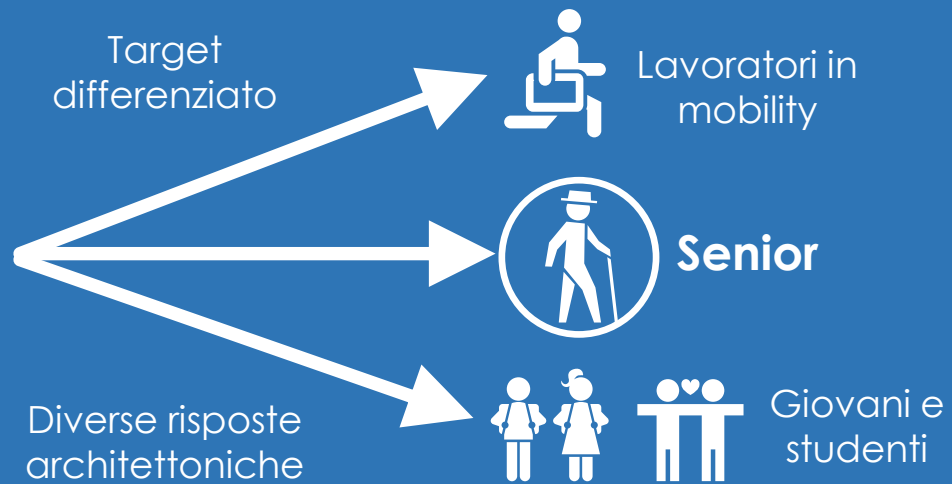 Target
differenziato
Lavoratori in
mobility
Senior
Diverse risposte
architettoniche
Giovani e
studenti